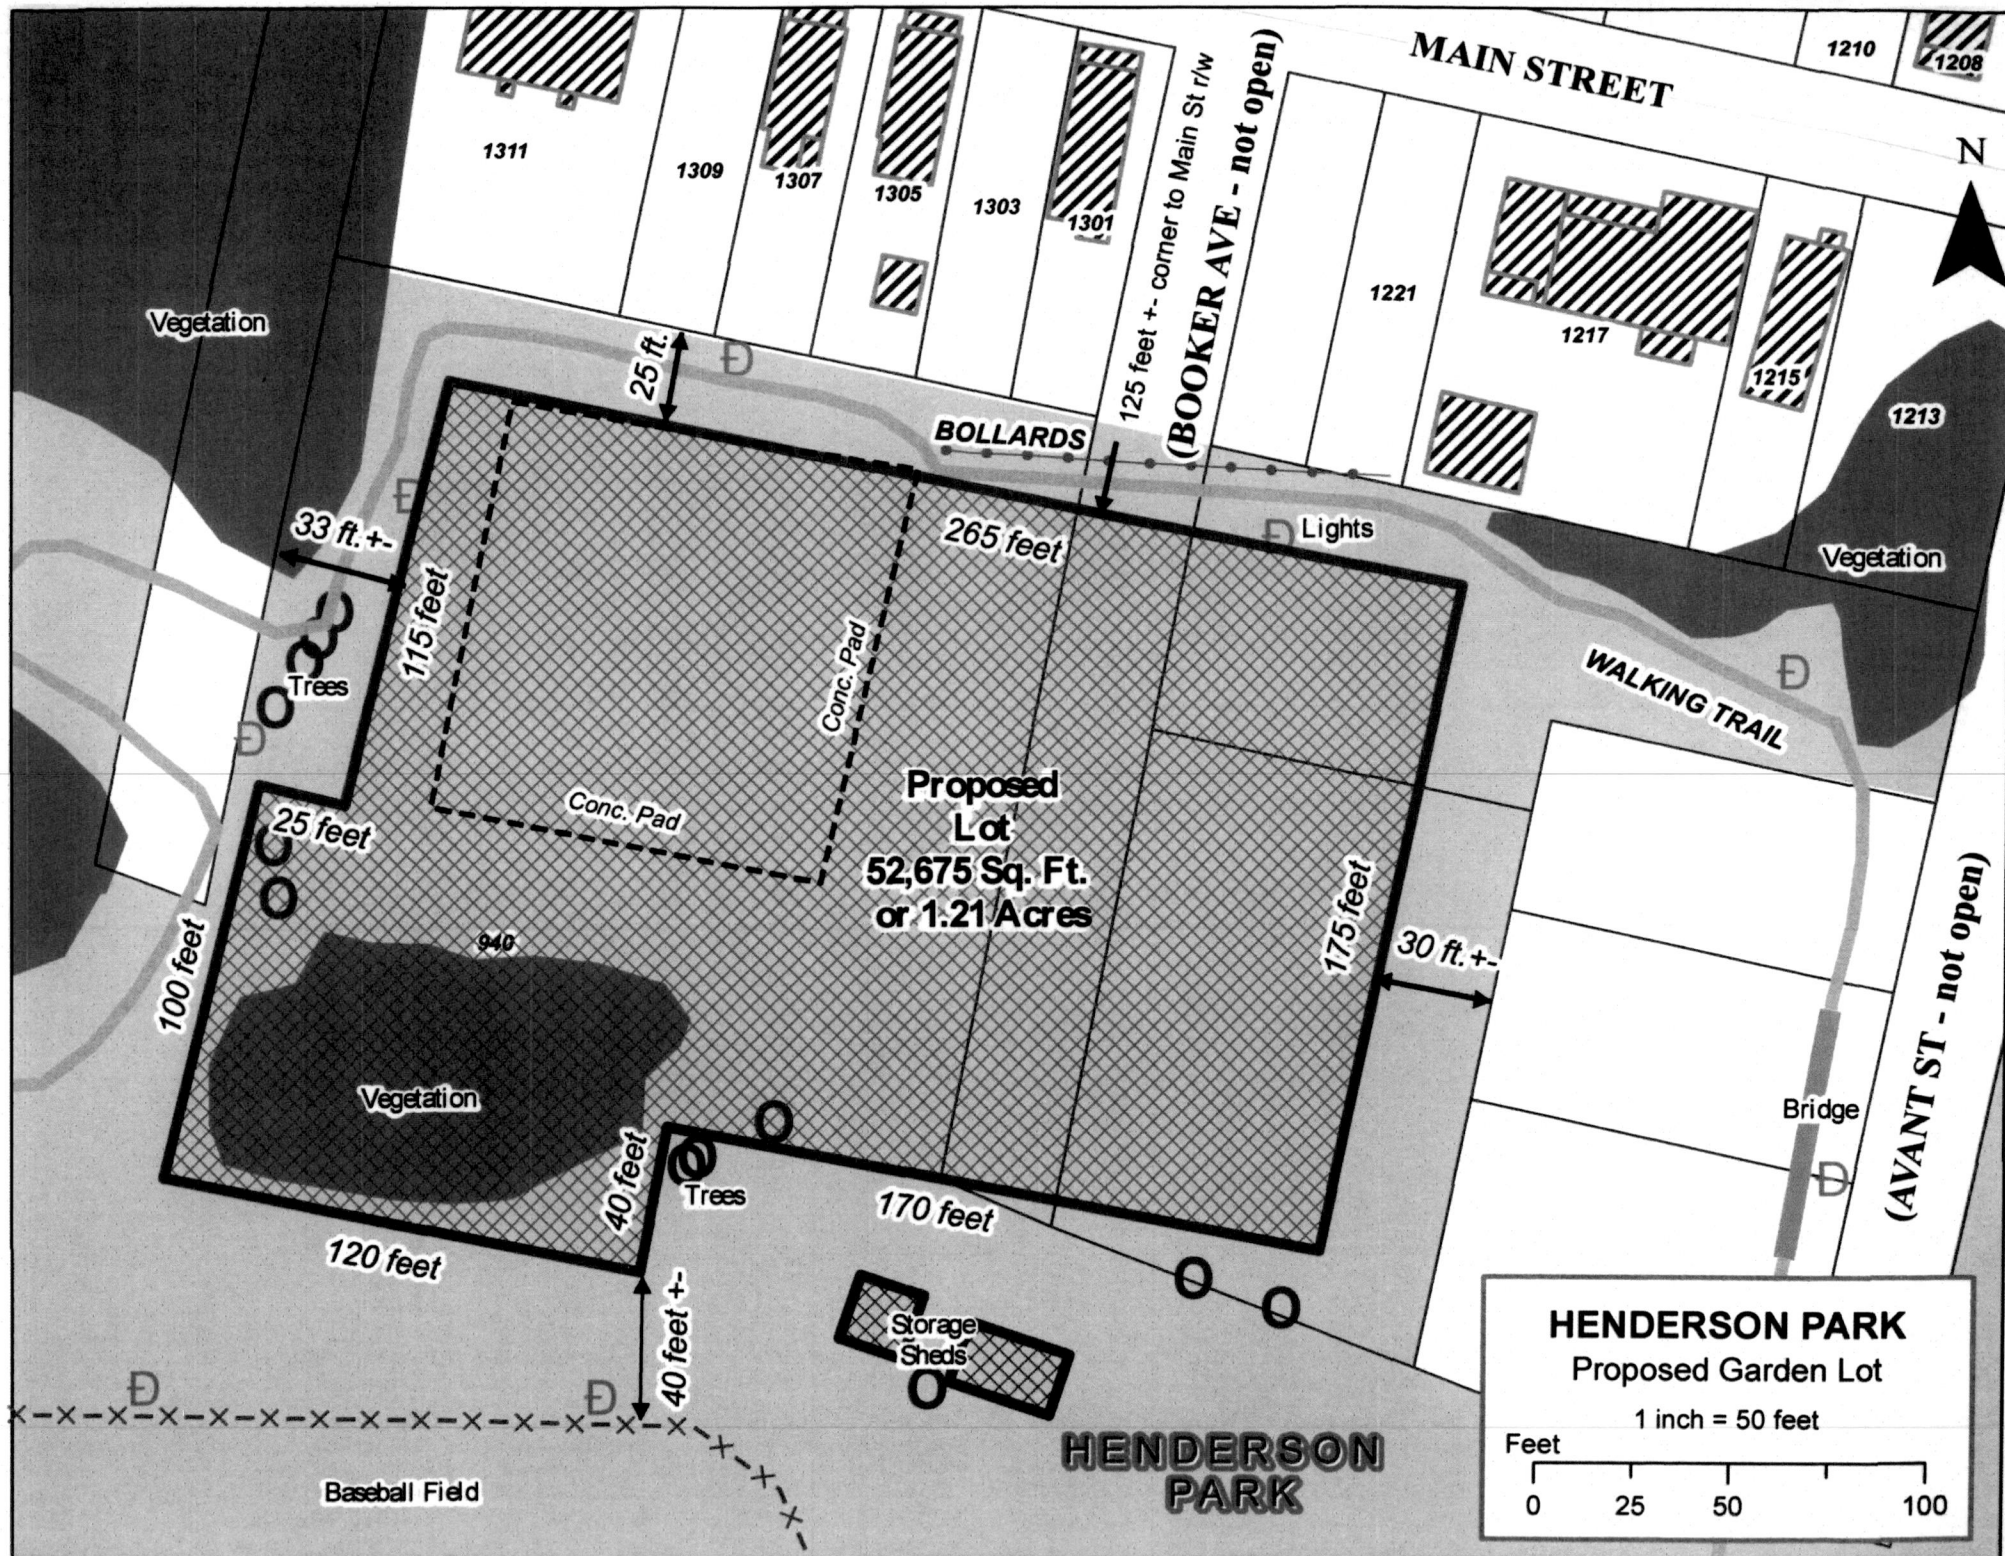 MAIN STREET
1210
1208
N
1311
1309
1307
1305
1303
1301
125 feet +- corner to Main St r/w
(BOOKER AVE - not open)
1221
1217
1215
1213
Vegetation
25 ft.
BOLLARDS
Lights
Vegetation
33 ft.+-
265 feet
115 feet
Conc. Pad
Trees
WALKING TRAIL
Conc. Pad
25 feet
Proposed
Lot
52,675 Sq. Ft.
or 1.21 Acres
175 feet
30 ft.+-
940
100 feet
(AVANT ST - not open)
Vegetation
Bridge
40 feet
Trees
170 feet
120 feet
40 feet +-
Storage
Sheds
Baseball Field
HENDERSON
PARK
HENDERSON PARK
Proposed Garden Lot
1 inch = 50 feet
Feet
0 25 50 100